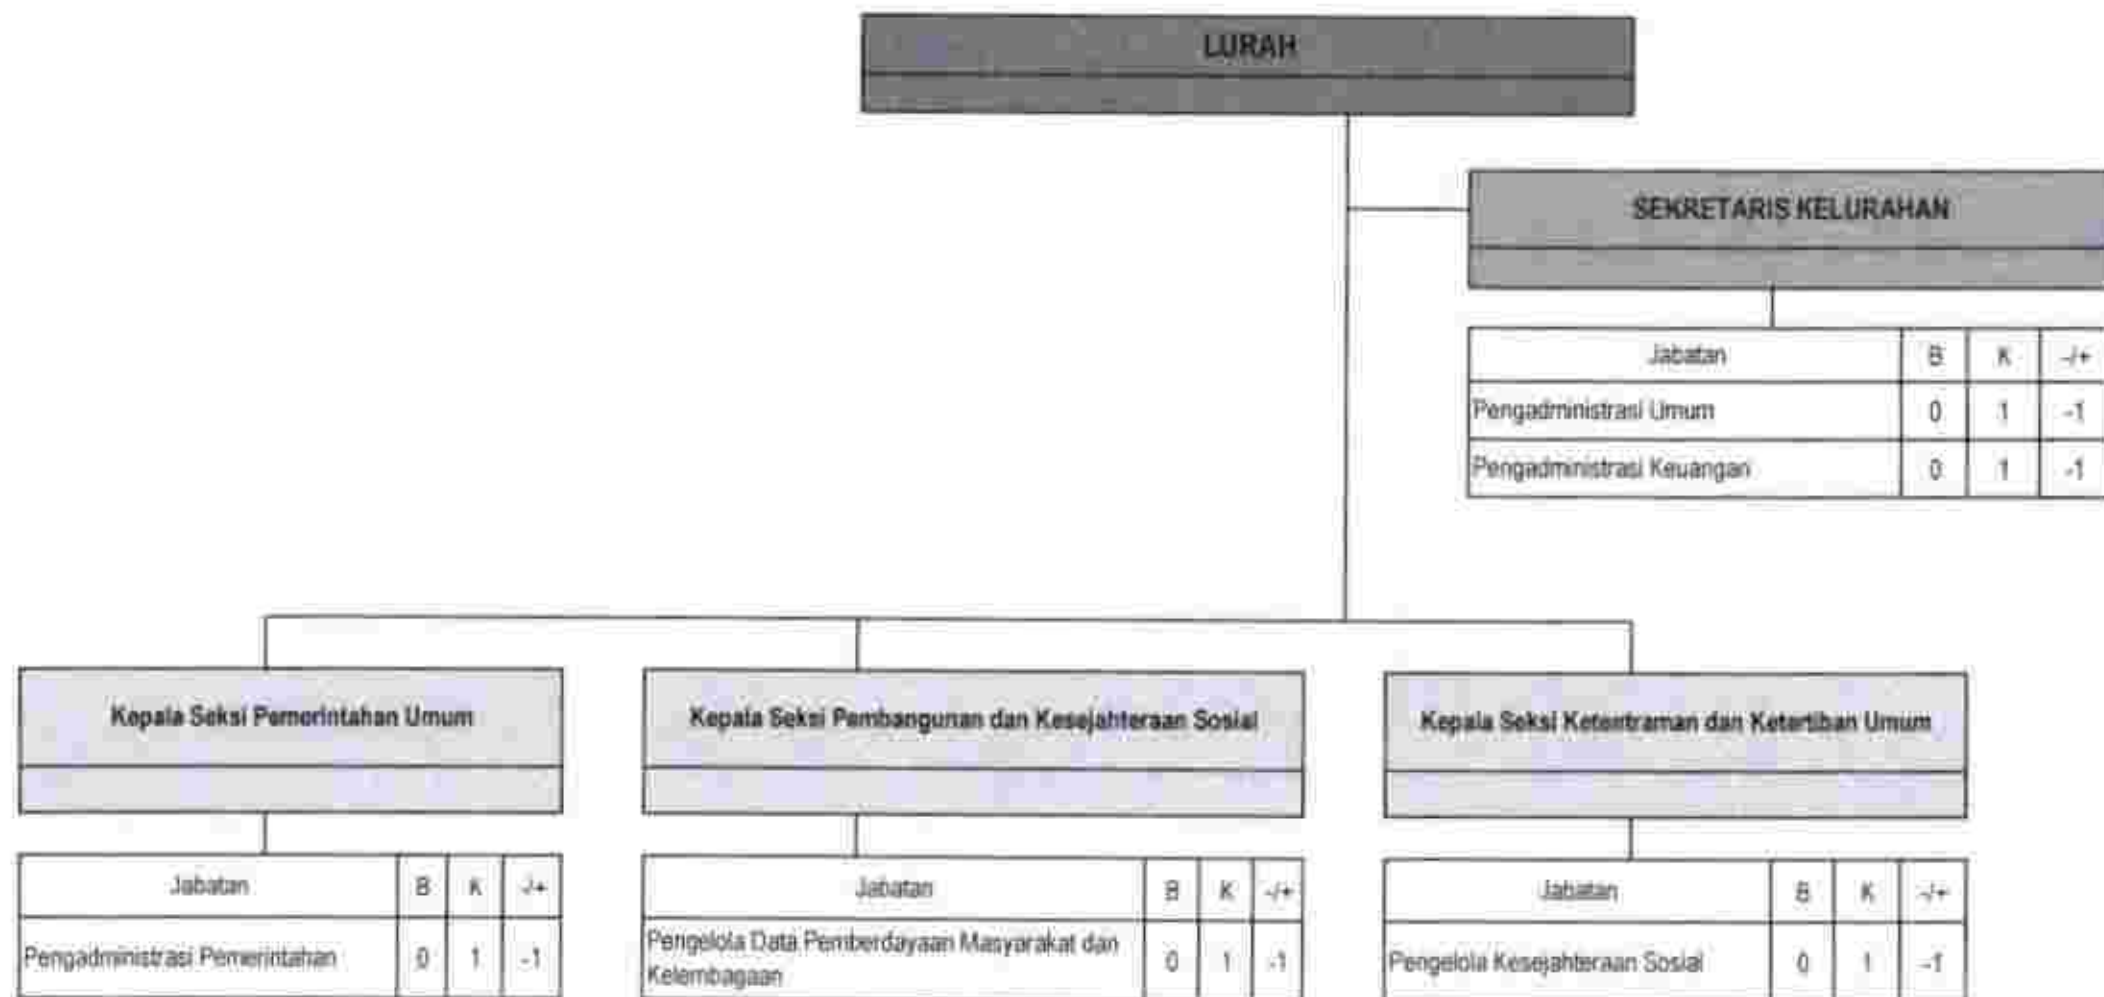 LURAH
SEKRETARIS KELURAHAN
Jabatan B K -/+
Pengadministrasi Umum 0 1 -1
Pengadministrasi Keuangan 0 1 -1
Kepala Seksi Pemerintahan Umum
Kepala Seksi Pembangunan dan Kesejahteraan Sosial
Kepala Seksi Ketentraman dan Ketertiban Umum
Jabatan B K -/+
Pengadministrasi Pemerintahan 0 1 -1
Jabatan B K -/+
Pengelola Data Pemberdayaan Masyarakat dan
Kelembagaan 0 1 -1
Jabatan B K -/+
Pengelola Kesejahteraan Sosial 0 1 -1